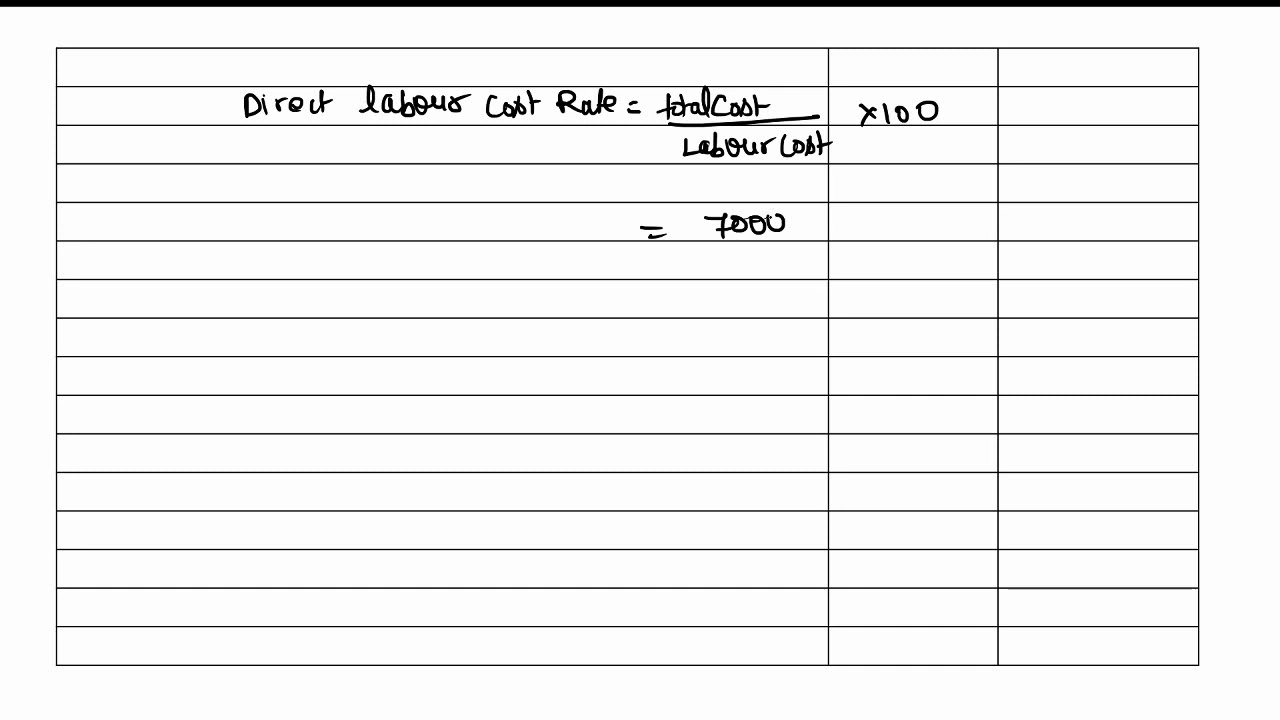 Direct labour Cost Rate = total Cost / Labour Cost ×100
= 7000